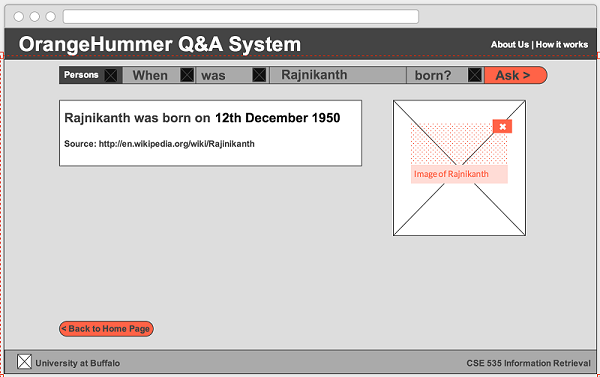 OrangeHummer Q&A System
About Us | How it works
Persons When was Rajnikanth born? Ask >
Rajnikanth was born on 12th December 1950
Source: http://en.wikipedia.org/wiki/Rajinikanth
Image of Rajnikanth
< Back to Home Page
University at Buffalo
CSE 535 Information Retrieval